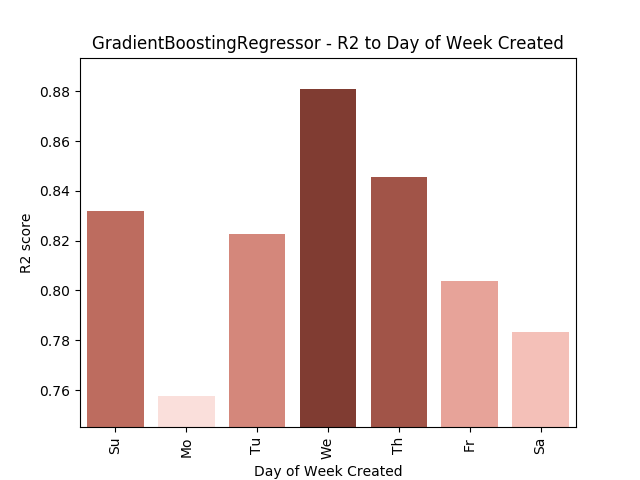 GradientBoostingRegressor - R2 to Day of Week Created
0.88
0.86
0.84
0.82
0.80
0.78
0.76
R2 score
Su
Mo
Tu
We
Th
Fr
Sa
Day of Week Created